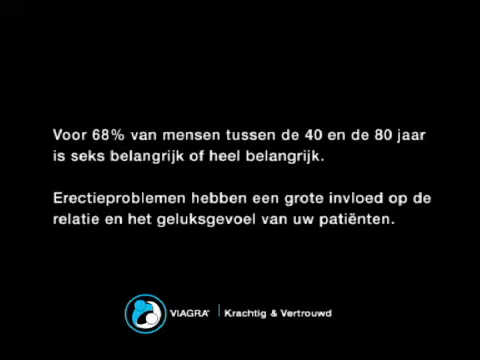 Voor 68% van mensen tussen de 40 en de 80 jaar
is seks belangrijk of heel belangrijk.
Erectieproblemen hebben een grote invloed op de
relatie en het geluksgevoel van uw patiënten.
VIAGRA® | Krachtig & Vertrouwd